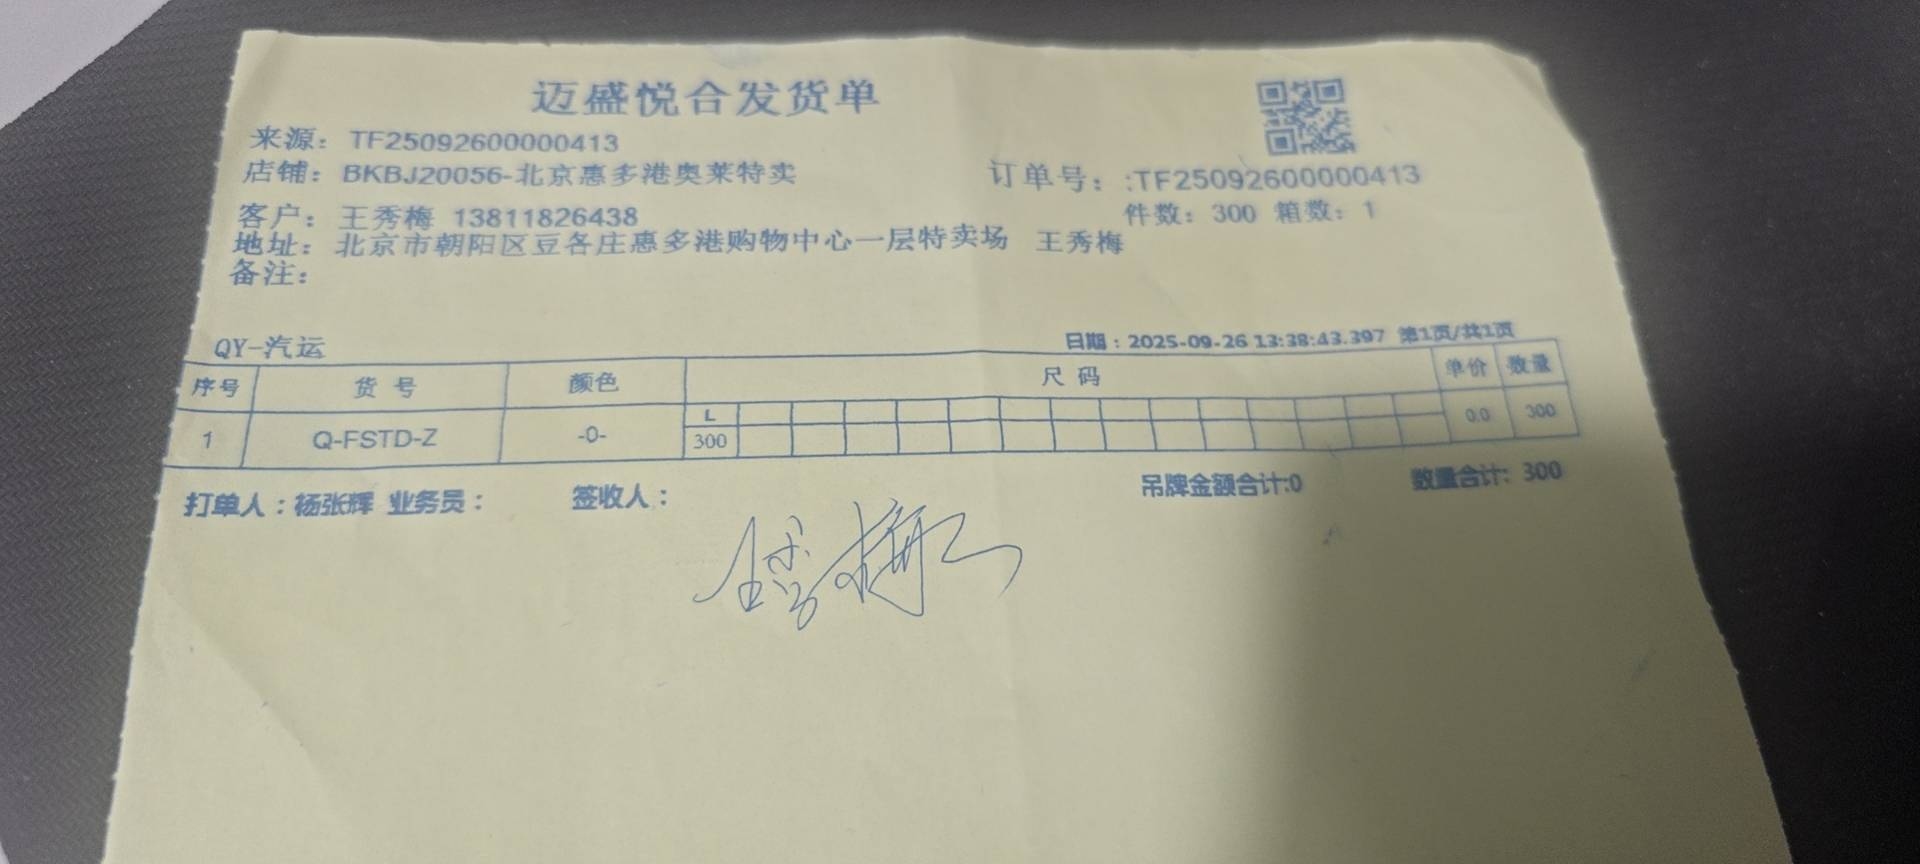 迈盛悦合发货单
来源：TF25092600000413
店铺：BKBJ20056-北京惠多港奥莱特卖
订单号：:TF25092600000413
客户：王秀梅 13811826438
件数：300 箱数：1
地址：北京市朝阳区豆各庄惠多港购物中心一层特卖场 王秀梅
备注：
QY-汽运
日期：2025-09-26 13:38:43.397 第1页/共1页
序号 货号 颜色 尺码 单价 数量
L
1 Q-FSTD-Z -0- 300 0.0 300
打单人：杨张辉 业务员： 签收人： 吊牌金额合计:0 数量合计: 300
王秀梅